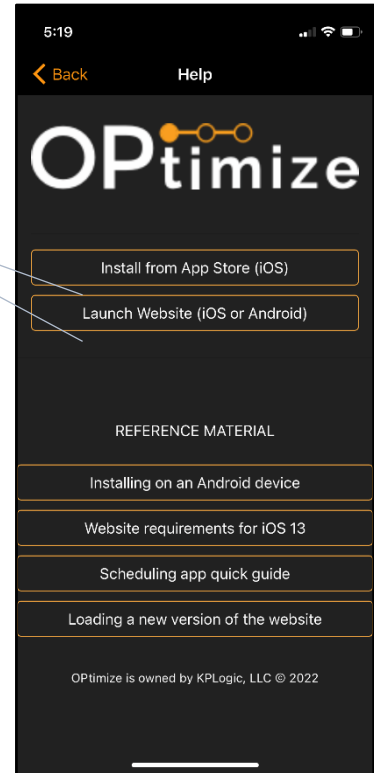 5:19
Back
Help
OPtimize
Install from App Store (iOS)
Launch Website (iOS or Android)
REFERENCE MATERIAL
Installing on an Android device
Website requirements for iOS 13
Scheduling app quick guide
Loading a new version of the website
OPtimize is owned by KPLogic, LLC © 2022